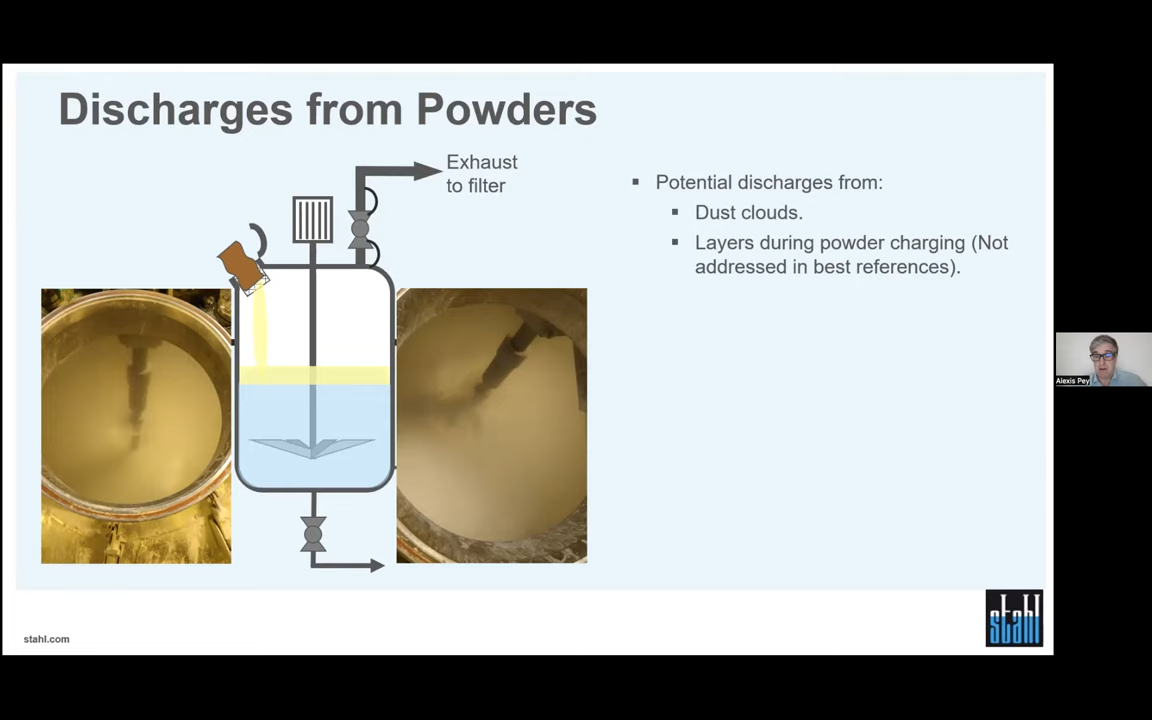 Discharges from Powders
Exhaust
to filter
▪ Potential discharges from:
▪ Dust clouds.
▪ Layers during powder charging (Not
addressed in best references).
Alexis Pey
stahl.com
stahl